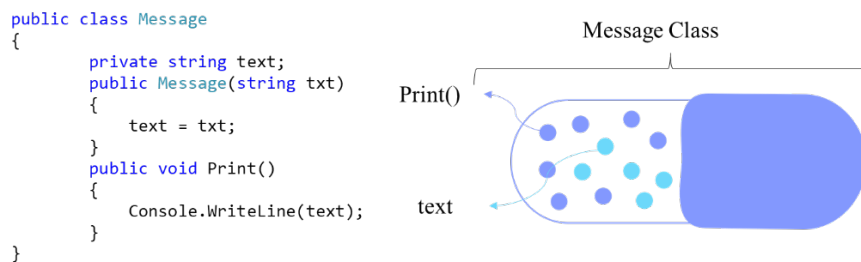 public class Message
{
private string text;
public Message(string txt)
{
text = txt;
}
public void Print()
{
Console.WriteLine(text);
}
}
Message Class
Print()
text